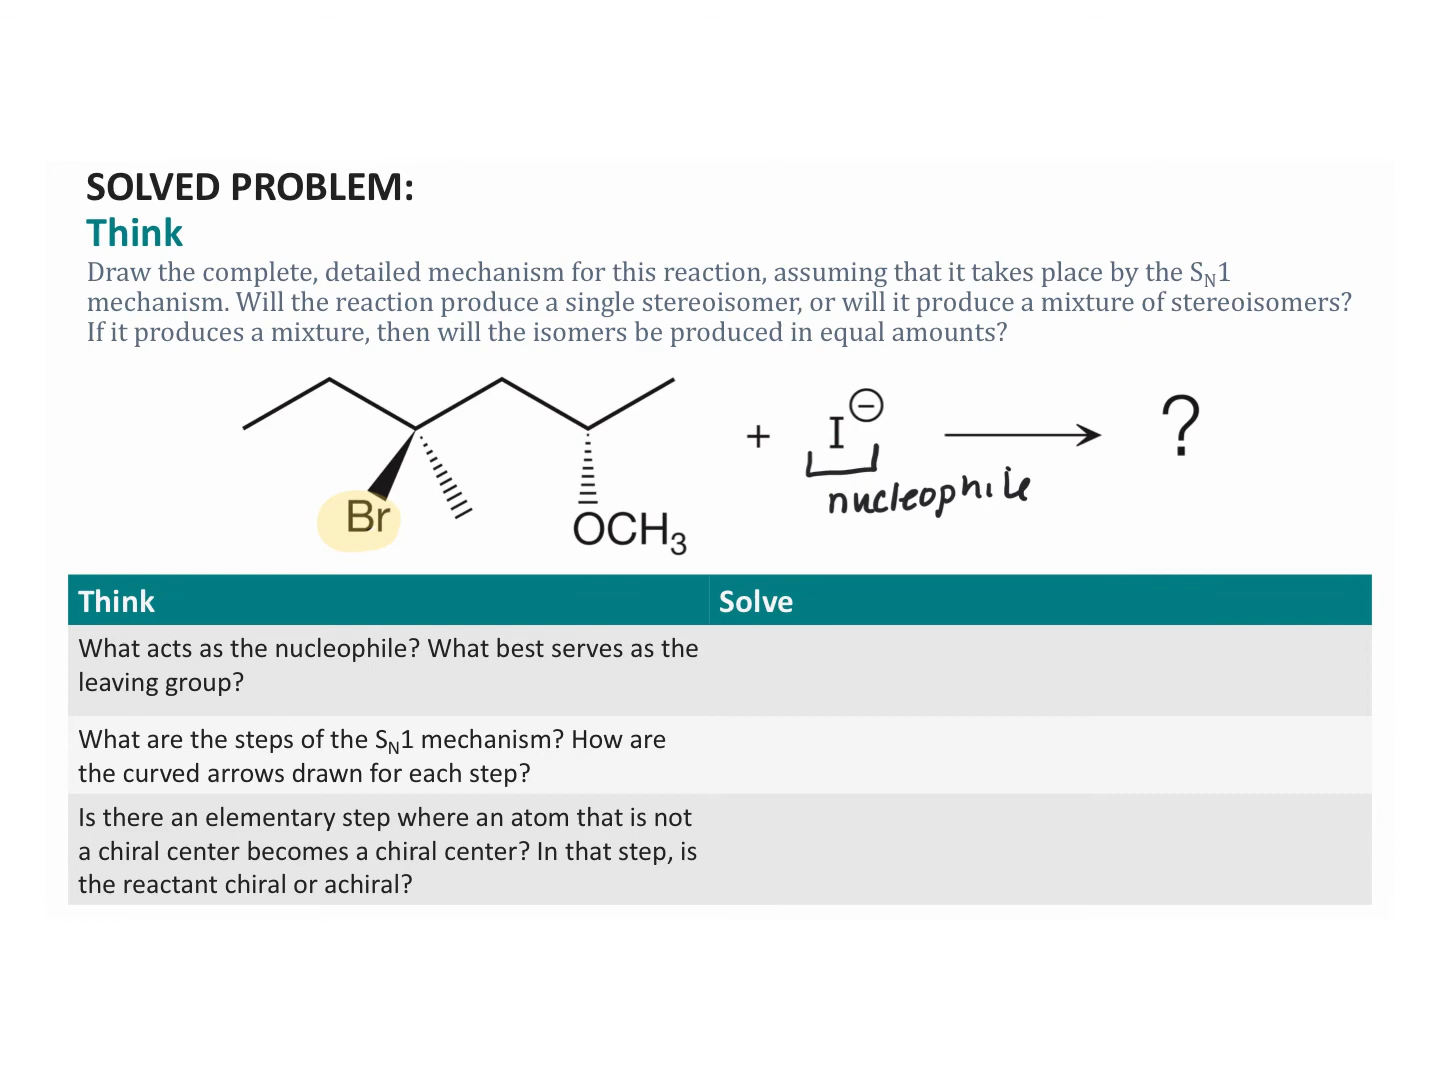 SOLVED PROBLEM:
Think
Draw the complete, detailed mechanism for this reaction, assuming that it takes place by the SN1
mechanism. Will the reaction produce a single stereoisomer, or will it produce a mixture of stereoisomers?
If it produces a mixture, then will the isomers be produced in equal amounts?
Br
OCH3
+
I⊖
?
nucleophile
Think
Solve
What acts as the nucleophile? What best serves as the
leaving group?
What are the steps of the SN1 mechanism? How are
the curved arrows drawn for each step?
Is there an elementary step where an atom that is not
a chiral center becomes a chiral center? In that step, is
the reactant chiral or achiral?